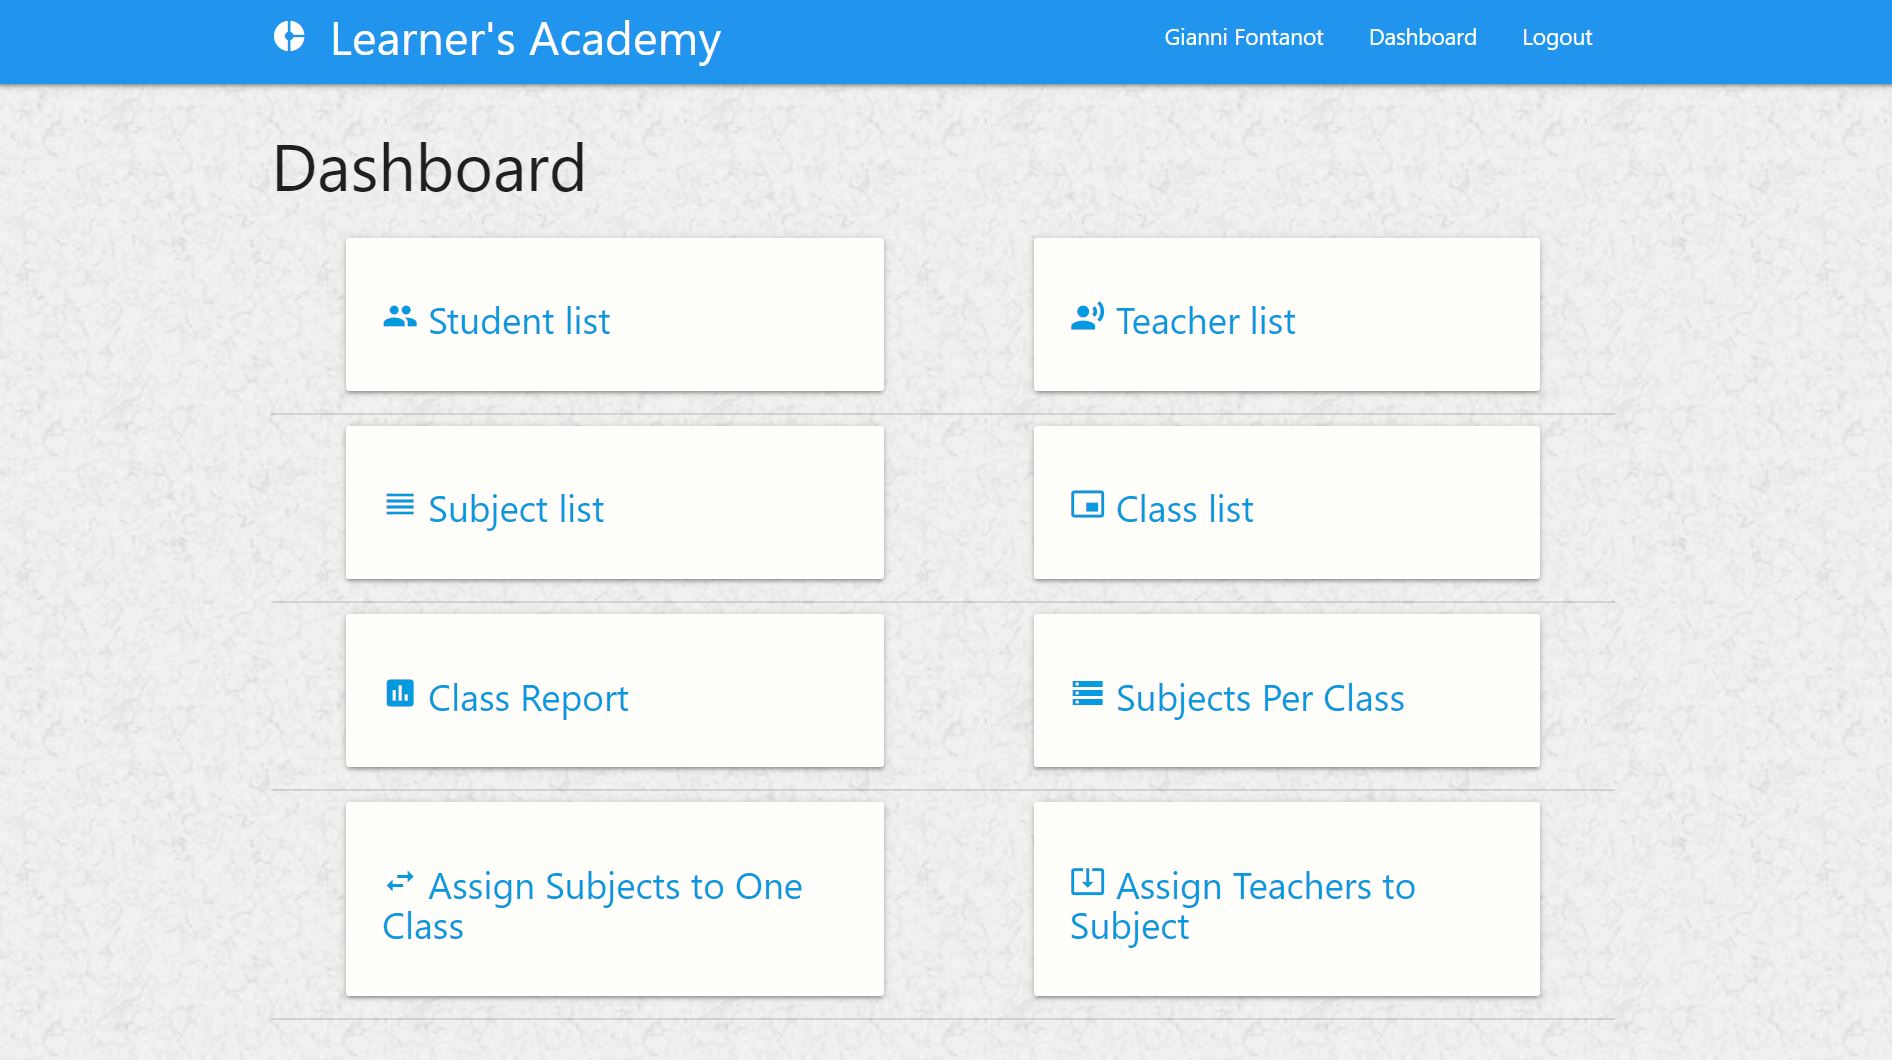 Learner's Academy
Gianni Fontanot
Dashboard
Logout
Dashboard
Student list
Teacher list
Subject list
Class list
Class Report
Subjects Per Class
Assign Subjects to One
Class
Assign Teachers to
Subject